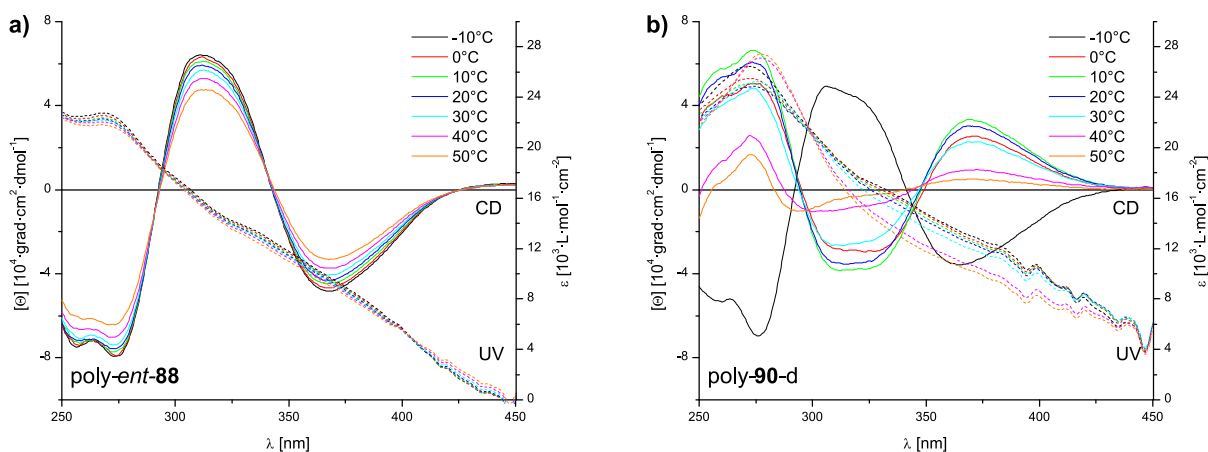 a)
8
4
0
-4
-8
[Θ] [10⁴·grad·cm²·dmol⁻¹]
-10°C
0°C
10°C
20°C
30°C
40°C
50°C
CD
UV
poly-ent-88
28
24
20
16
12
8
4
0
ε [10³·L·mol⁻¹·cm⁻²]
250 300 350 400 450
λ [nm]
b)
8
4
0
-4
-8
[Θ] [10⁴·grad·cm²·dmol⁻¹]
-10°C
0°C
10°C
20°C
30°C
40°C
50°C
CD
UV
poly-90-d
28
24
20
16
12
8
4
0
ε [10³·L·mol⁻¹·cm⁻²]
250 300 350 400 450
λ [nm]